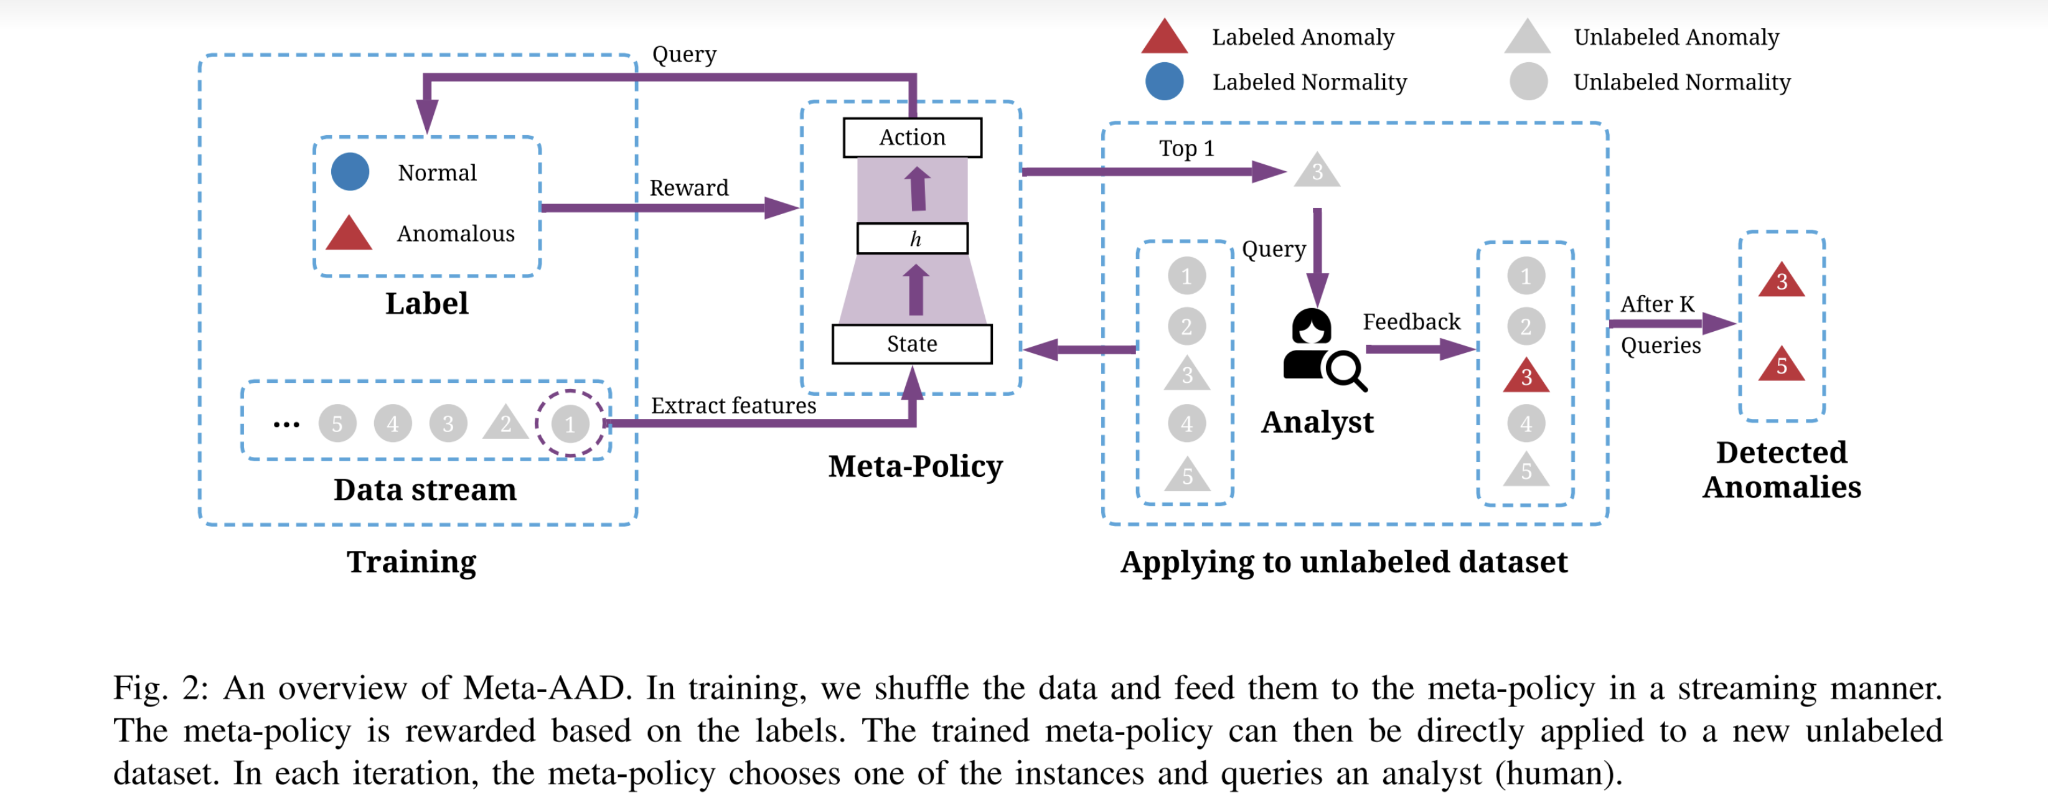 Labeled Anomaly
Unlabeled Anomaly
Labeled Normality
Unlabeled Normality
Query
Normal
Anomalous
Label
Reward
... 5 4 3 2 1
Data stream
Extract features
Training
Action
h
State
Meta-Policy
Top 1
3
Query
1
2
3
4
5
Analyst
Feedback
1
2
3
4
5
Applying to unlabeled dataset
After K
Queries
3
5
Detected
Anomalies
Fig. 2: An overview of Meta-AAD. In training, we shuffle the data and feed them to the meta-policy in a streaming manner.
The meta-policy is rewarded based on the labels. The trained meta-policy can then be directly applied to a new unlabeled
dataset. In each iteration, the meta-policy chooses one of the instances and queries an analyst (human).